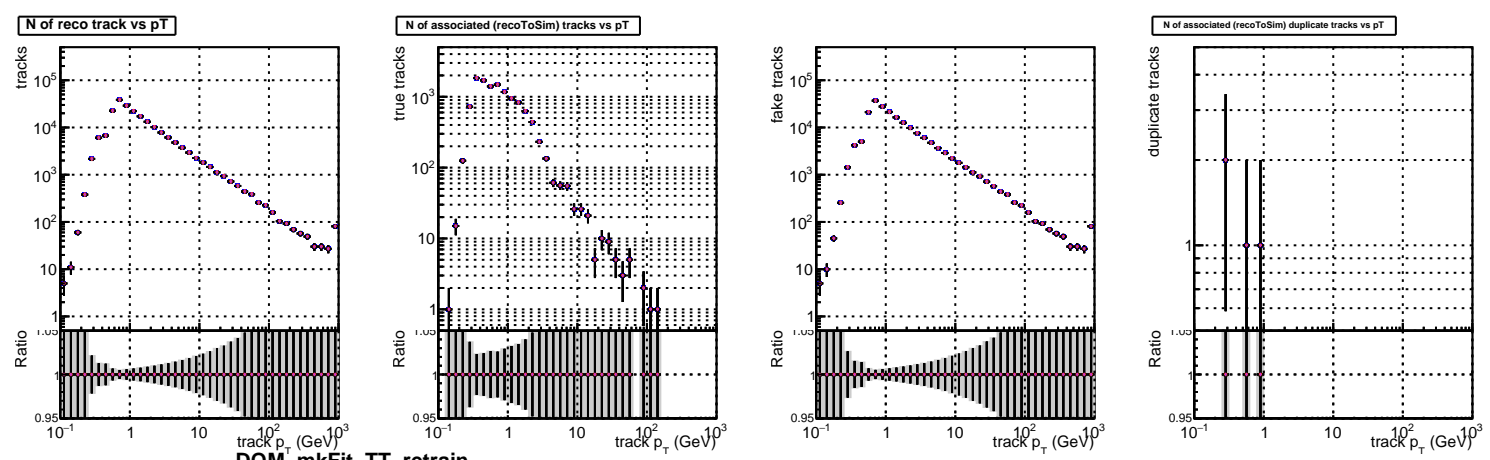 N of reco track vs pT
N of associated (recoToSim) tracks vs pT
N of associated (recoToSim) duplicate tracks vs pT
tracks
10^5
10^4
10^3
10^2
10
1
Ratio
1.05
1
0.95
10^-1 1 10 10^2 10^3
track p_T (GeV)
true tracks
10^3
10^2
10
1
Ratio
1.05
1
0.95
10^-1 1 10 10^2 10^3
track p_T (GeV)
fake tracks
10^5
10^4
10^3
10^2
10
1
Ratio
1.05
1
0.95
10^-1 1 10 10^2 10^3
track p_T (GeV)
duplicate tracks
1
Ratio
1.05
1
0.95
10^-1 1 10 10^2 10^3
track p_T (GeV)
DQM_mkFit_TT_retrain